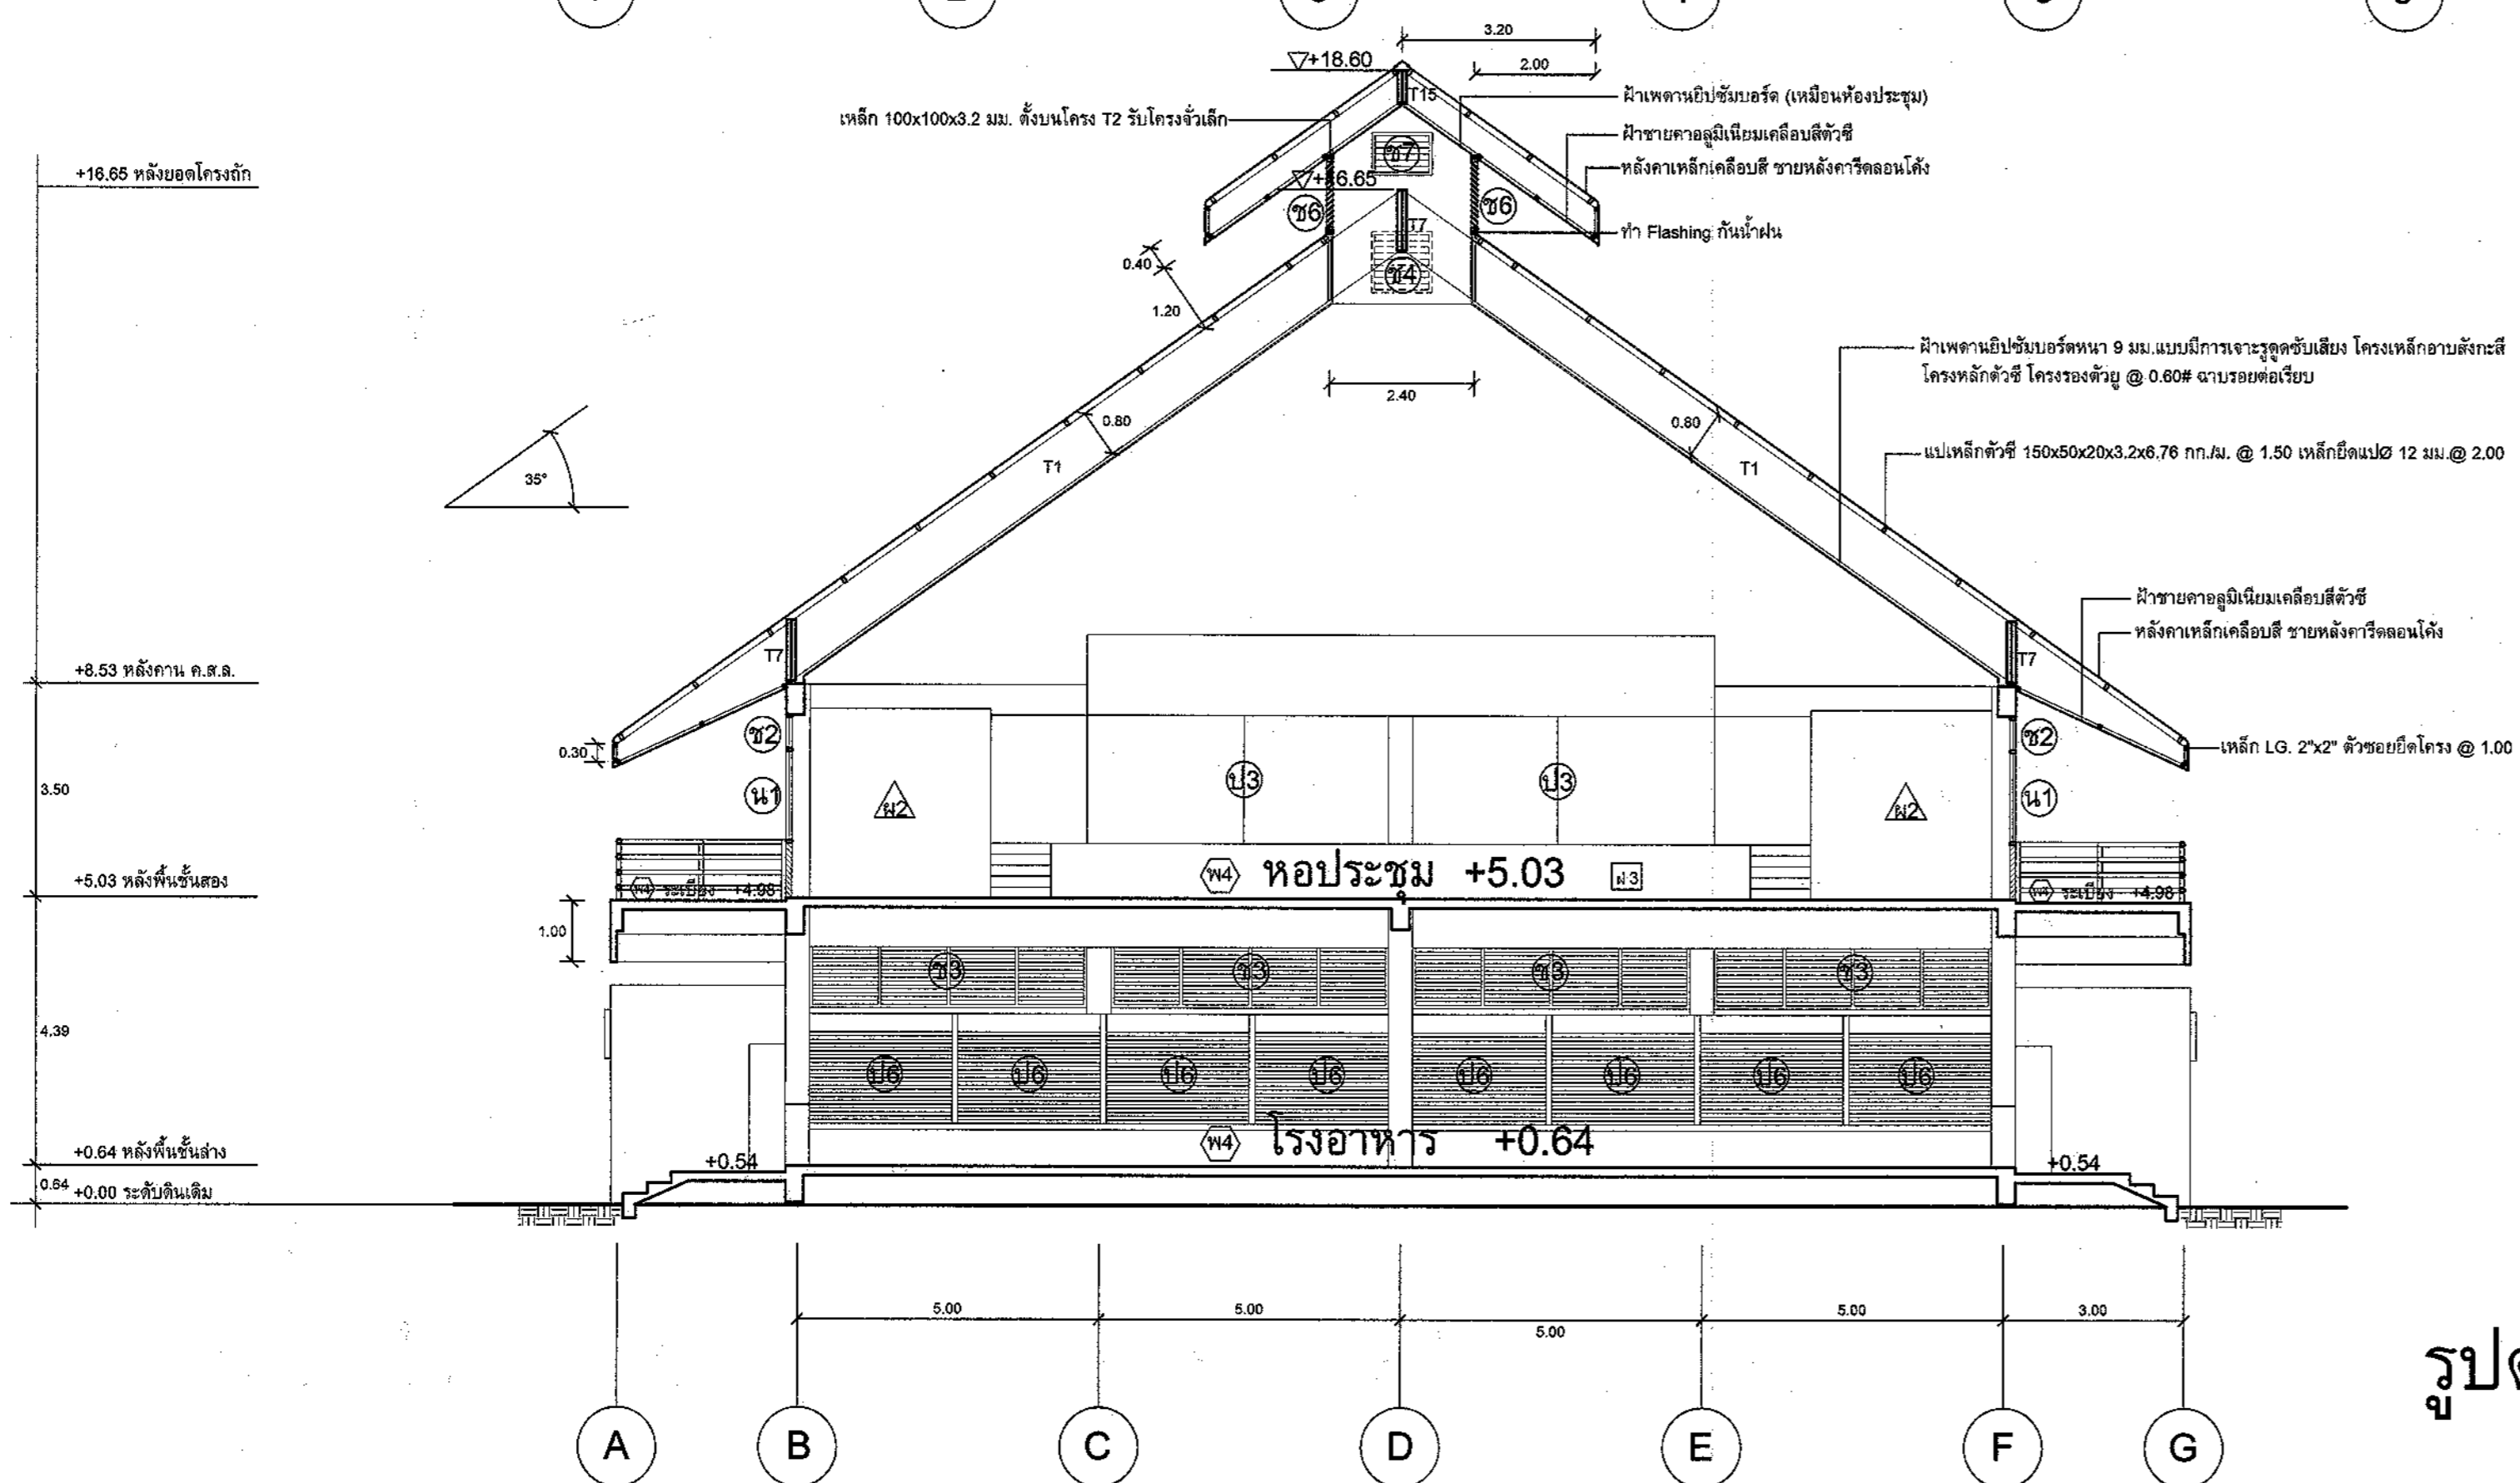 3.20
▽+18.60
2.00
T15
ฝ้าเพดานยิปซัมบอร์ด (เหมือนห้องประชุม)
เหล็ก 100x100x3.2 มม. ตั้งบนโครง T2 รับโครงจั่วเล็ก
ฝ้าชายคาอลูมิเนียมเคลือบสีตัวซี
ช7
หลังคาเหล็กเคลือบสี ชายหลังคารีดลอนโค้ง
+16.65 หลังยอดโครงถัก
▽+16.65
ช6
ช6
T7
ทำ Flashing กันน้ำฝน
0.40
ช4
1.20
ฝ้าเพดานยิปซัมบอร์ดหนา 9 มม.แบบมีการเจาะรูดูดซับเสียง โครงเหล็กอาบสังกะสี
โครงหลักตัวซี โครงรองตัวยู @ 0.60# ฉาบรอยต่อเรียบ
2.40
0.80
0.80
T1
T1
แปเหล็กตัวซี 150x50x20x3.2x6.76 กก./ม. @ 1.50 เหล็กยึดแปØ 12 มม.@ 2.00
35°
ฝ้าชายคาอลูมิเนียมเคลือบสีตัวซี
หลังคาเหล็กเคลือบสี ชายหลังคารีดลอนโค้ง
T7
T7
+8.53 หลังคาน ค.ส.ล.
ช2
ช2
0.30
เหล็ก LG. 2"x2" ตัวซอยยึดโครง @ 1.00
3.50
น1
ผ2
ป3
ป3
ผ2
น1
+5.03 หลังพื้นชั้นสอง
พ4 ระเบียง +4.98
พ4 หอประชุม +5.03 ฝ3
พ4 ระเบียง +4.98
1.00
ช3 ช3 ช3 ช3
4.39
ป6 ป6 ป6 ป6 ป6 ป6 ป6 ป6
พ4 โรงอาหาร +0.64
+0.64 หลังพื้นชั้นล่าง
+0.54
+0.54
0.64
+0.00 ระดับดินเดิม
5.00 5.00 5.00 5.00 3.00
A B C D E F G